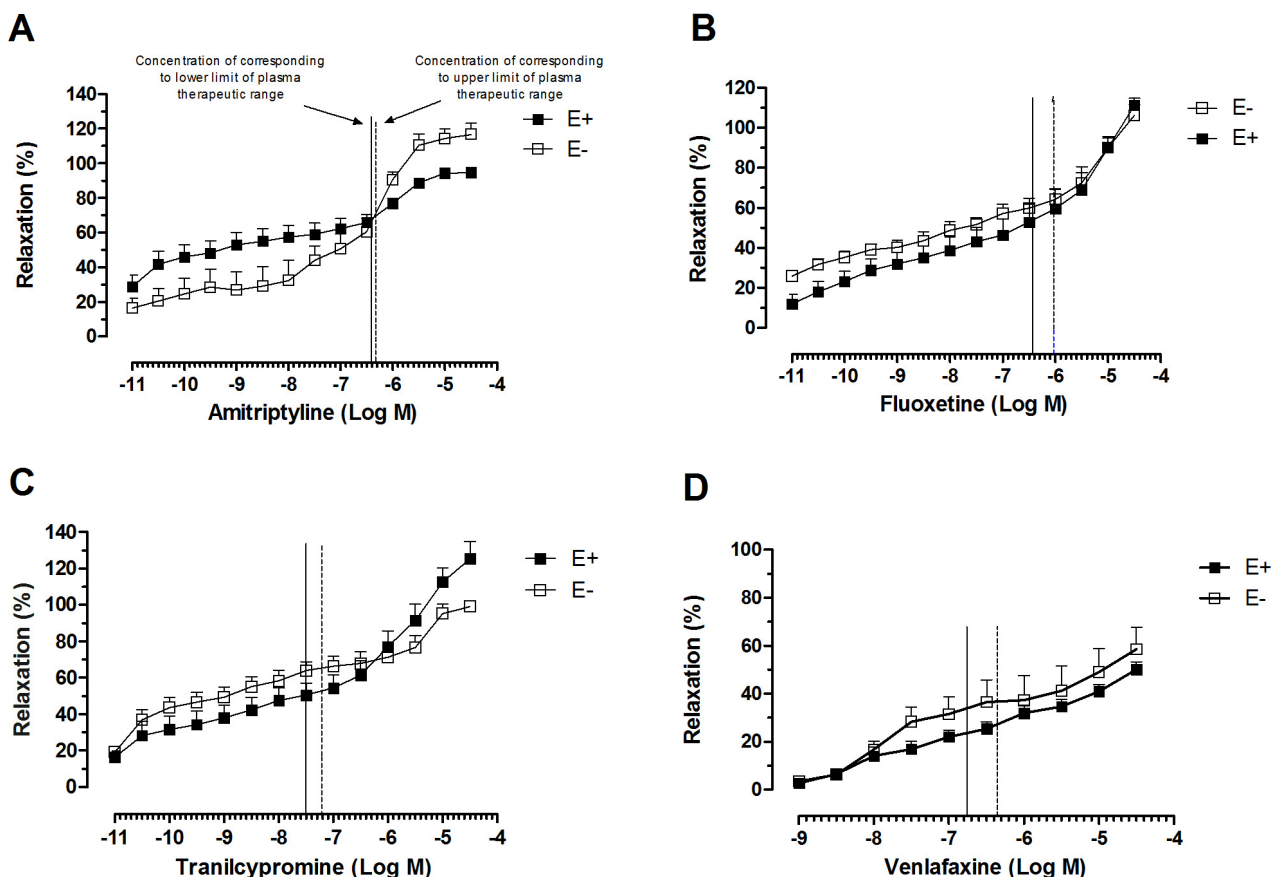 A
Concentration of corresponding
to lower limit of plasma
therapeutic range
Concentration of corresponding
to upper limit of plasma
therapeutic range
140
120
100
80
60
40
20
0
Relaxation (%)
E+
E-
-11 -10 -9 -8 -7 -6 -5 -4
Amitriptyline (Log M)
B
120
100
80
60
40
20
0
Relaxation (%)
E-
E+
-11 -10 -9 -8 -7 -6 -5 -4
Fluoxetine (Log M)
C
140
120
100
80
60
40
20
0
Relaxation (%)
E+
E-
-11 -10 -9 -8 -7 -6 -5 -4
Tranilcypromine (Log M)
D
100
80
60
40
20
0
Relaxation (%)
E+
E-
-9 -8 -7 -6 -5 -4
Venlafaxine (Log M)